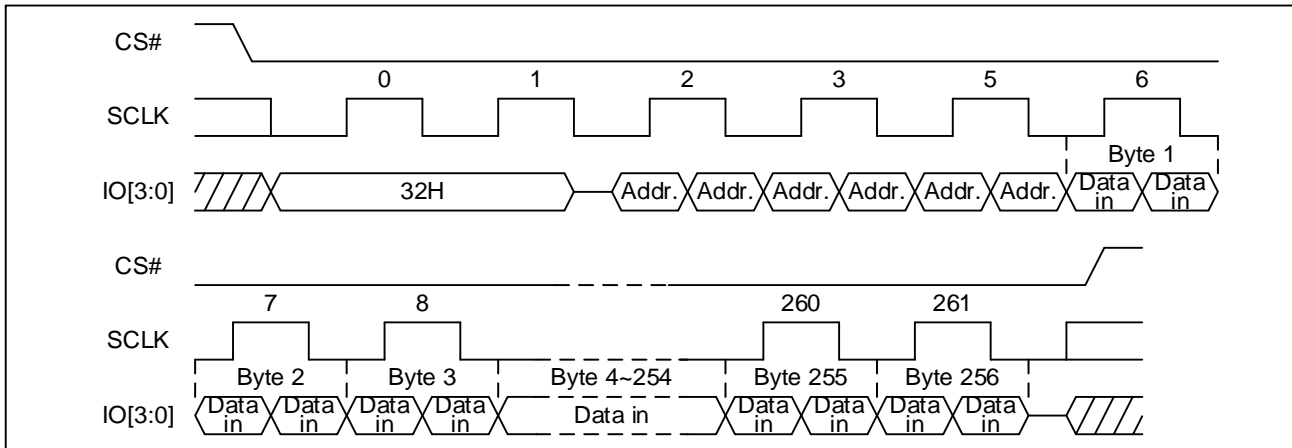 CS#
0 1 2 3 5 6
SCLK
Byte 1
IO[3:0] 32H Addr. Addr. Addr. Addr. Addr. Addr. Data in Data in
CS#
7 8 260 261
SCLK
Byte 2 Byte 3 Byte 4~254 Byte 255 Byte 256
IO[3:0] Data in Data in Data in Data in Data in Data in Data in Data in Data in